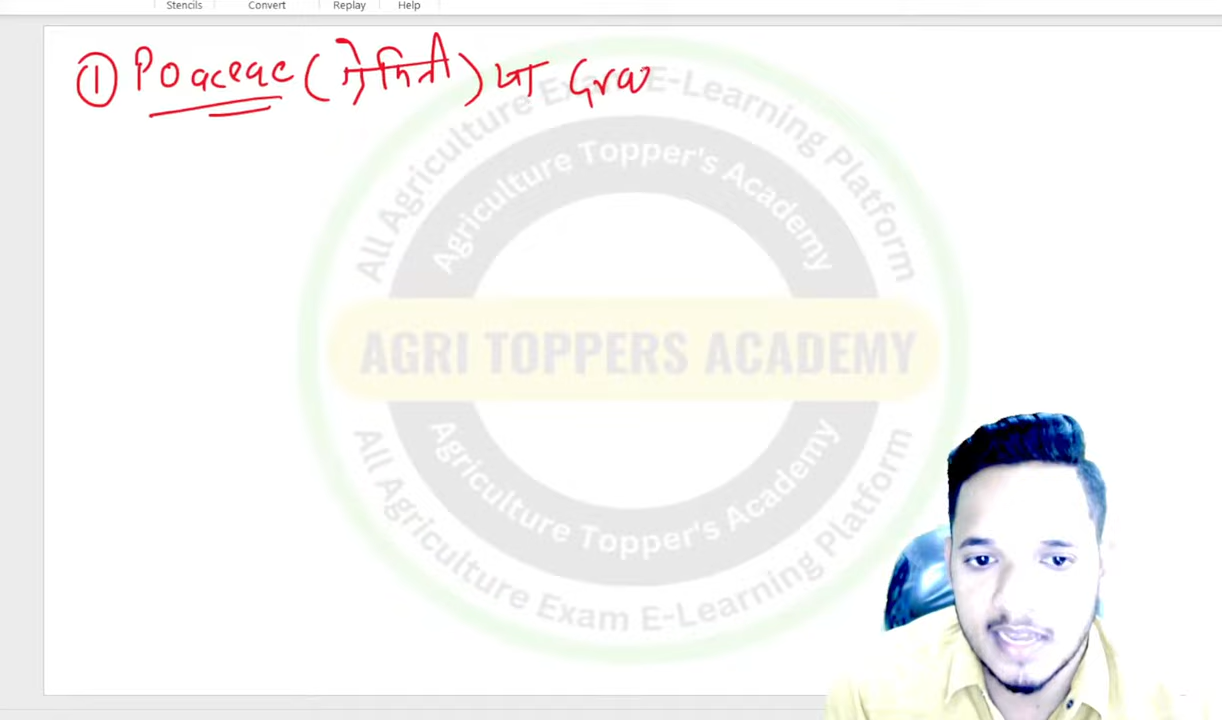 Stencils Convert Replay Help
① Poaceae (ग्रेमिनी) या Gra
All Agriculture Exam E-Learning Platform
Agriculture Topper's Academy
AGRI TOPPERS ACADEMY
Agriculture Topper's Academy
All Agriculture Exam E-Learning Platform